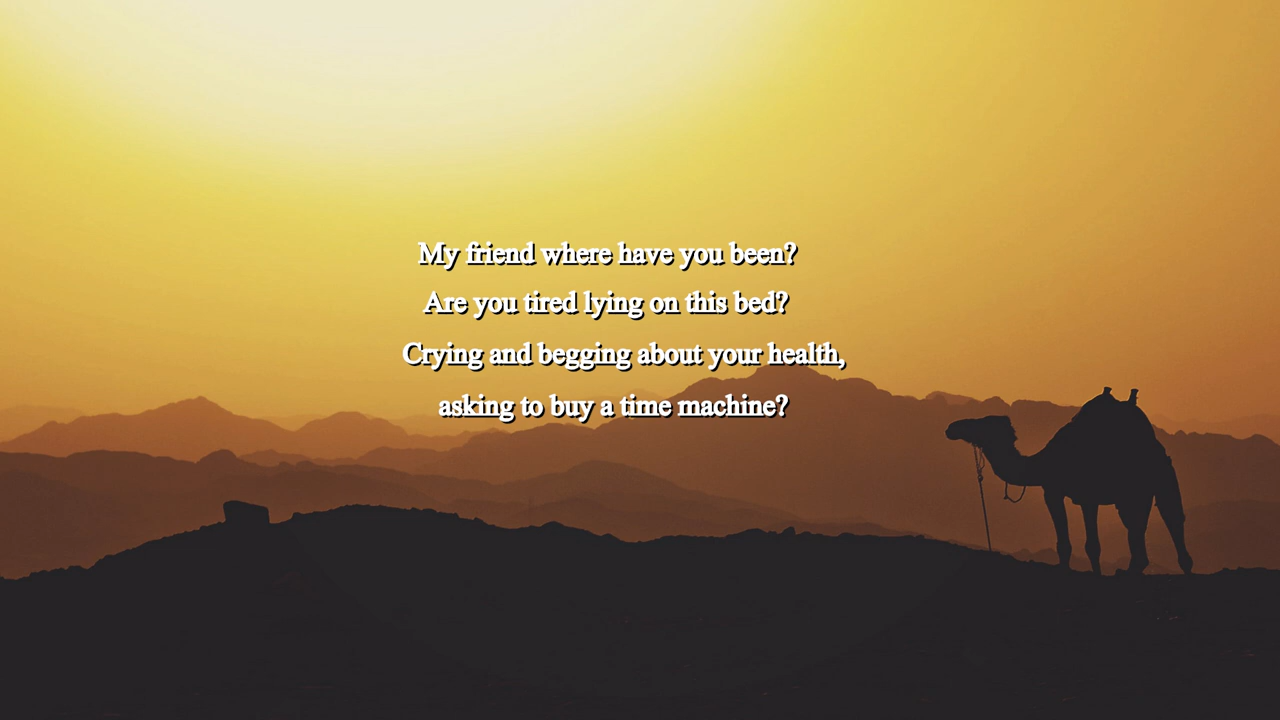 My friend where have you been?
Are you tired lying on this bed?
Crying and begging about your health,
asking to buy a time machine?